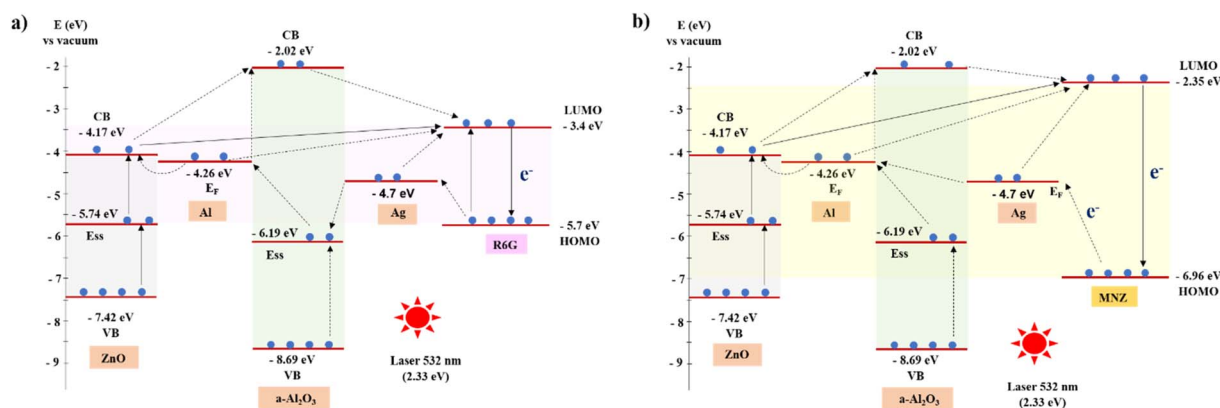 a)
E (eV)
vs vacuum
- 2
- 3
- 4
- 5
- 6
- 7
- 8
- 9
CB
- 4.17 eV
- 5.74 eV
Ess
- 7.42 eV
VB
ZnO
- 4.26 eV
E_F
Al
CB
- 2.02 eV
- 6.19 eV
Ess
- 8.69 eV
VB
a-Al₂O₃
Ag
- 4.7 eV
LUMO
- 3.4 eV
e⁻
- 5.7 eV
HOMO
R6G
Laser 532 nm
(2.33 eV)
b)
E (eV)
vs vacuum
- 2
- 3
- 4
- 5
- 6
- 7
- 8
- 9
CB
- 4.17 eV
- 5.74 eV
Ess
- 7.42 eV
VB
ZnO
- 4.26 eV
E_F
Al
CB
- 2.02 eV
- 6.19 eV
Ess
- 8.69 eV
VB
a-Al₂O₃
- 4.7 eV
E_F
Ag
e⁻
LUMO
- 2.35 eV
e⁻
- 6.96 eV
HOMO
MNZ
Laser 532 nm
(2.33 eV)